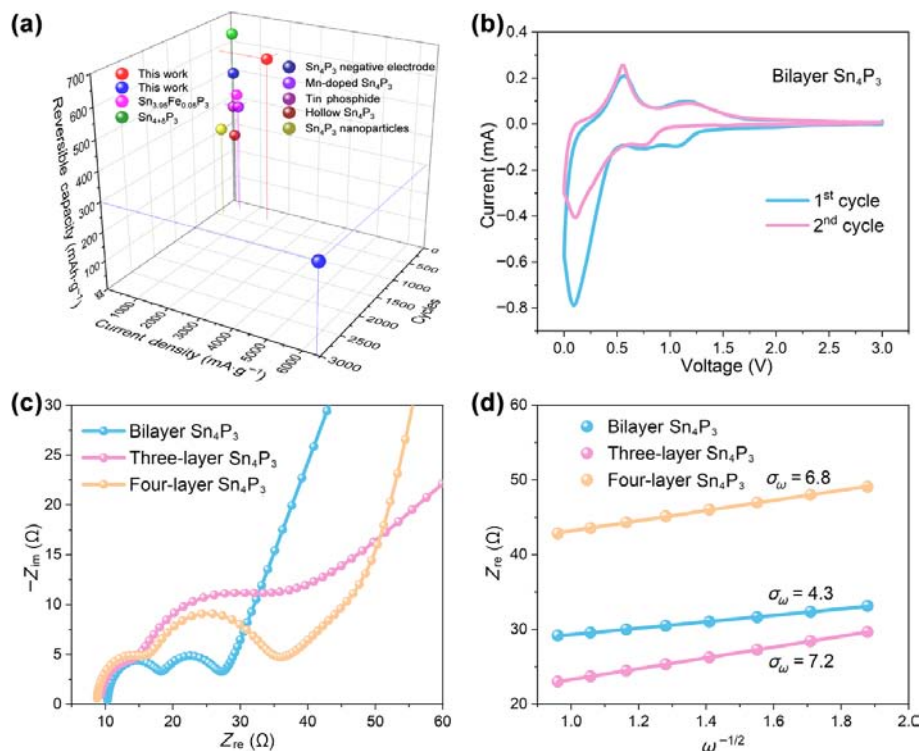 (a)
700
600
500
400
300
200
100
Reversible capacity (mAh·g⁻¹)
This work
This work
Sn₃.₉₅Fe₀.₀₅P₃
Sn₄₊δP₃
Sn₄P₃ negative electrode
Mn-doped Sn₄P₃
Tin phosphide
Hollow Sn₄P₃
Sn₄P₃ nanoparticles
1000
2000
3000
4000
5000
6000
Current density (mA·g⁻¹)
0
500
1000
1500
2000
2500
3000
Cycles
(b)
Bilayer Sn₄P₃
1ˢᵗ cycle
2ⁿᵈ cycle
0.4
0.2
0.0
−0.2
−0.4
−0.6
−0.8
Current (mA)
0.0 0.5 1.0 1.5 2.0 2.5 3.0
Voltage (V)
(c)
Bilayer Sn₄P₃
Three-layer Sn₄P₃
Four-layer Sn₄P₃
30
25
20
15
10
5
0
−Zim (Ω)
0 10 20 30 40 50 60
Zre (Ω)
(d)
Bilayer Sn₄P₃
Three-layer Sn₄P₃
Four-layer Sn₄P₃
σω = 6.8
σω = 4.3
σω = 7.2
60
50
40
30
20
Zre (Ω)
1.0 1.2 1.4 1.6 1.8 2.0
ω⁻¹/²